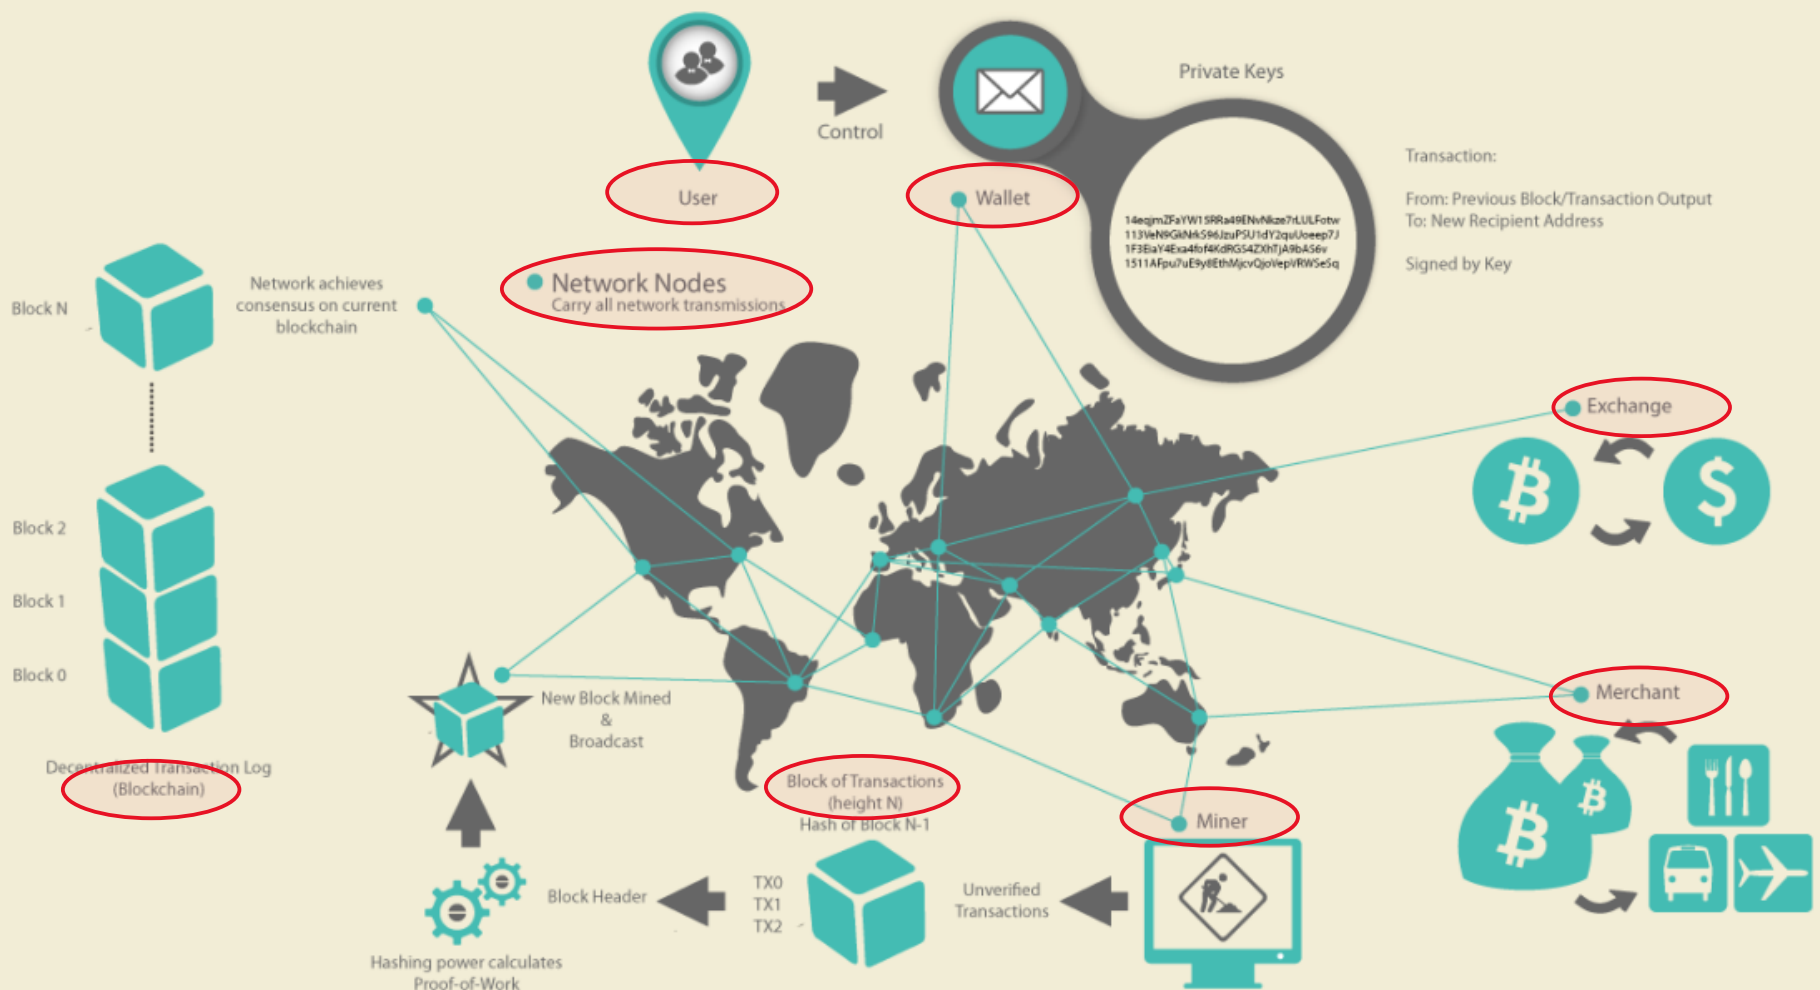 Private Keys
Control
User
Wallet
Transaction:
From: Previous Block/Transaction Output
To: New Recipient Address
Signed by Key
Network Nodes
Carry all network transmissions
Block N
Network achieves
consensus on current
blockchain
Exchange
Block 2
Block 1
Block 0
New Block Mined
&
Broadcast
Merchant
Decentralized Transaction Log
(Blockchain)
Block of Transactions
(height N)
Hash of Block N-1
Miner
TX0
TX1
TX2
Block Header
Unverified
Transactions
Hashing power calculates
Proof-of-Work